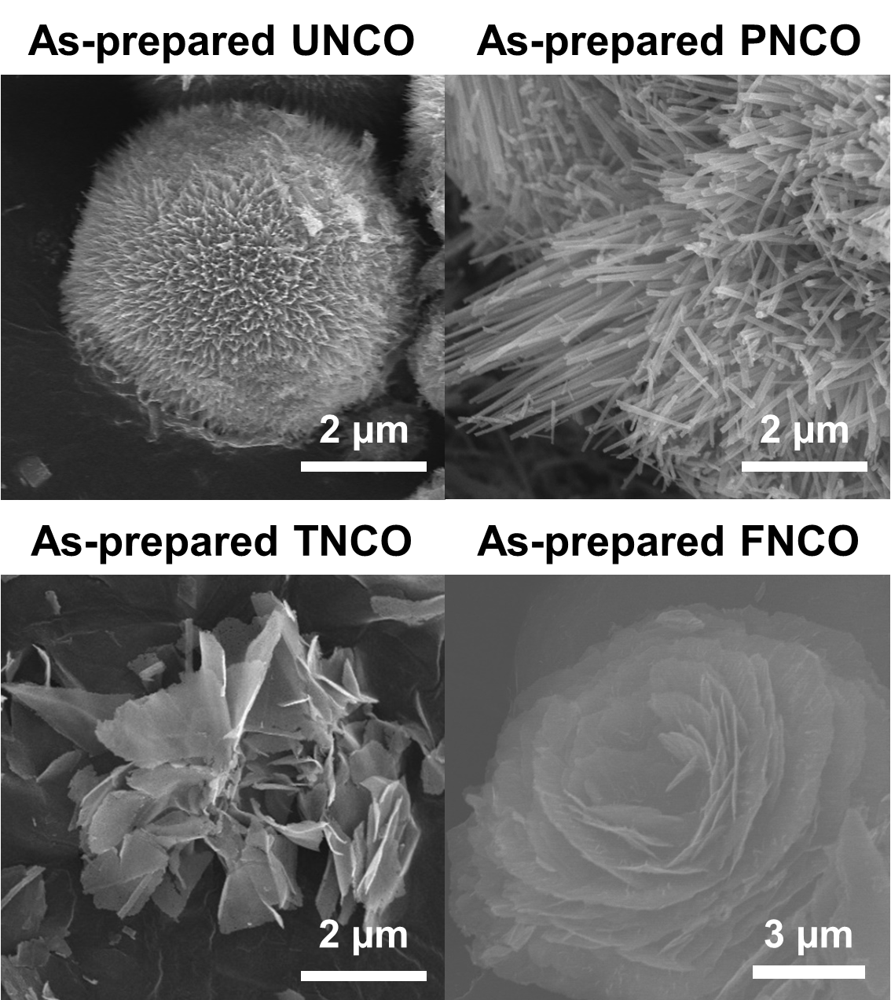 As-prepared UNCO
As-prepared PNCO
2 μm
2 μm
As-prepared TNCO
As-prepared FNCO
2 μm
3 μm